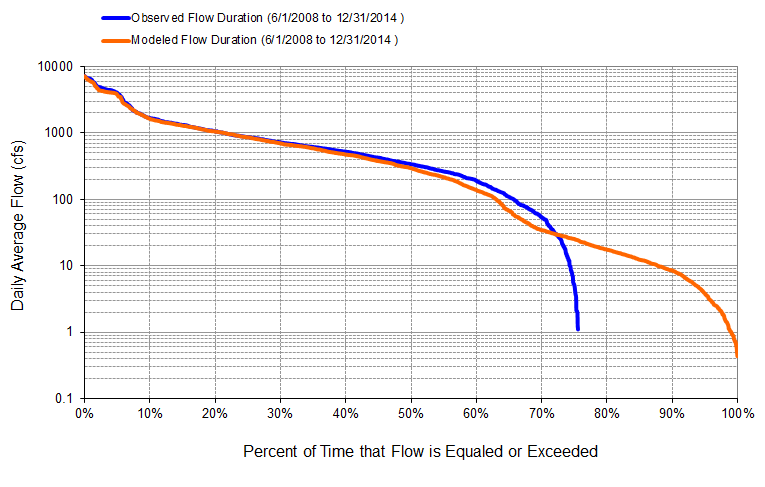 Observed Flow Duration (6/1/2008 to 12/31/2014 )
Modeled Flow Duration (6/1/2008 to 12/31/2014 )
Daily Average Flow (cfs)
10000
1000
100
10
1
0.1
0% 10% 20% 30% 40% 50% 60% 70% 80% 90% 100%
Percent of Time that Flow is Equaled or Exceeded